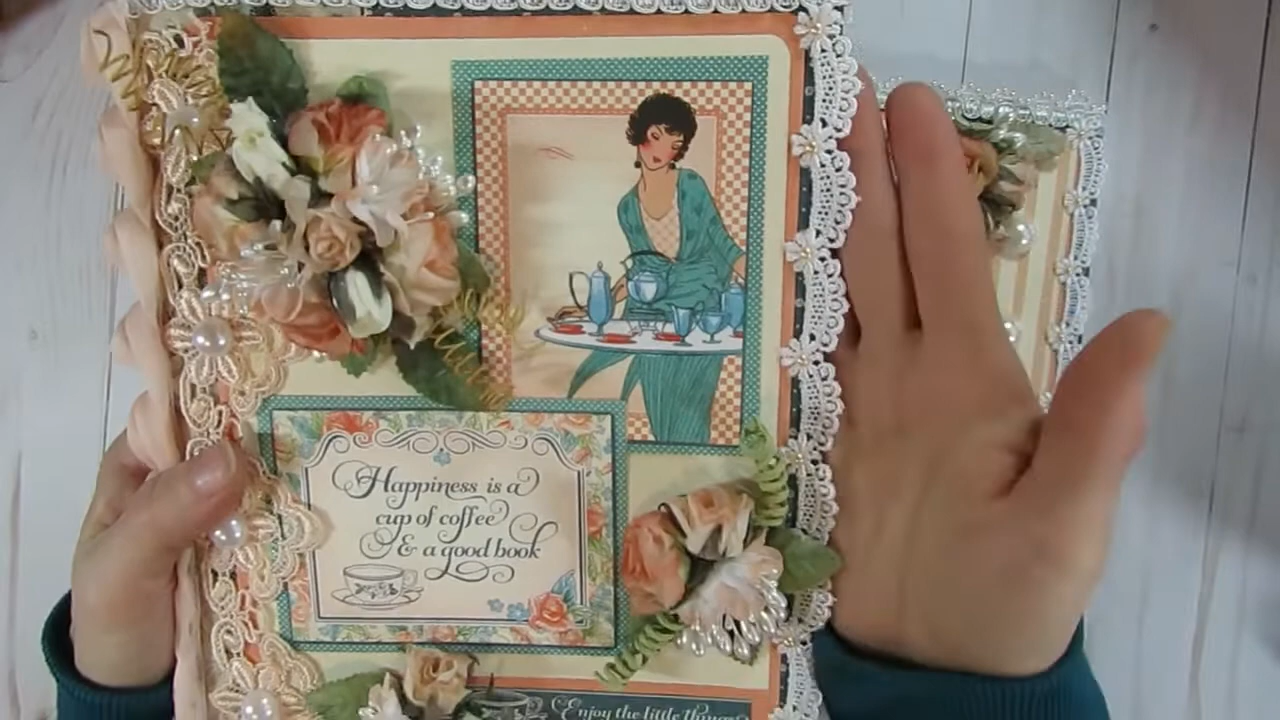 Happiness is a
cup of coffee
& a good book
Enjoy the little things